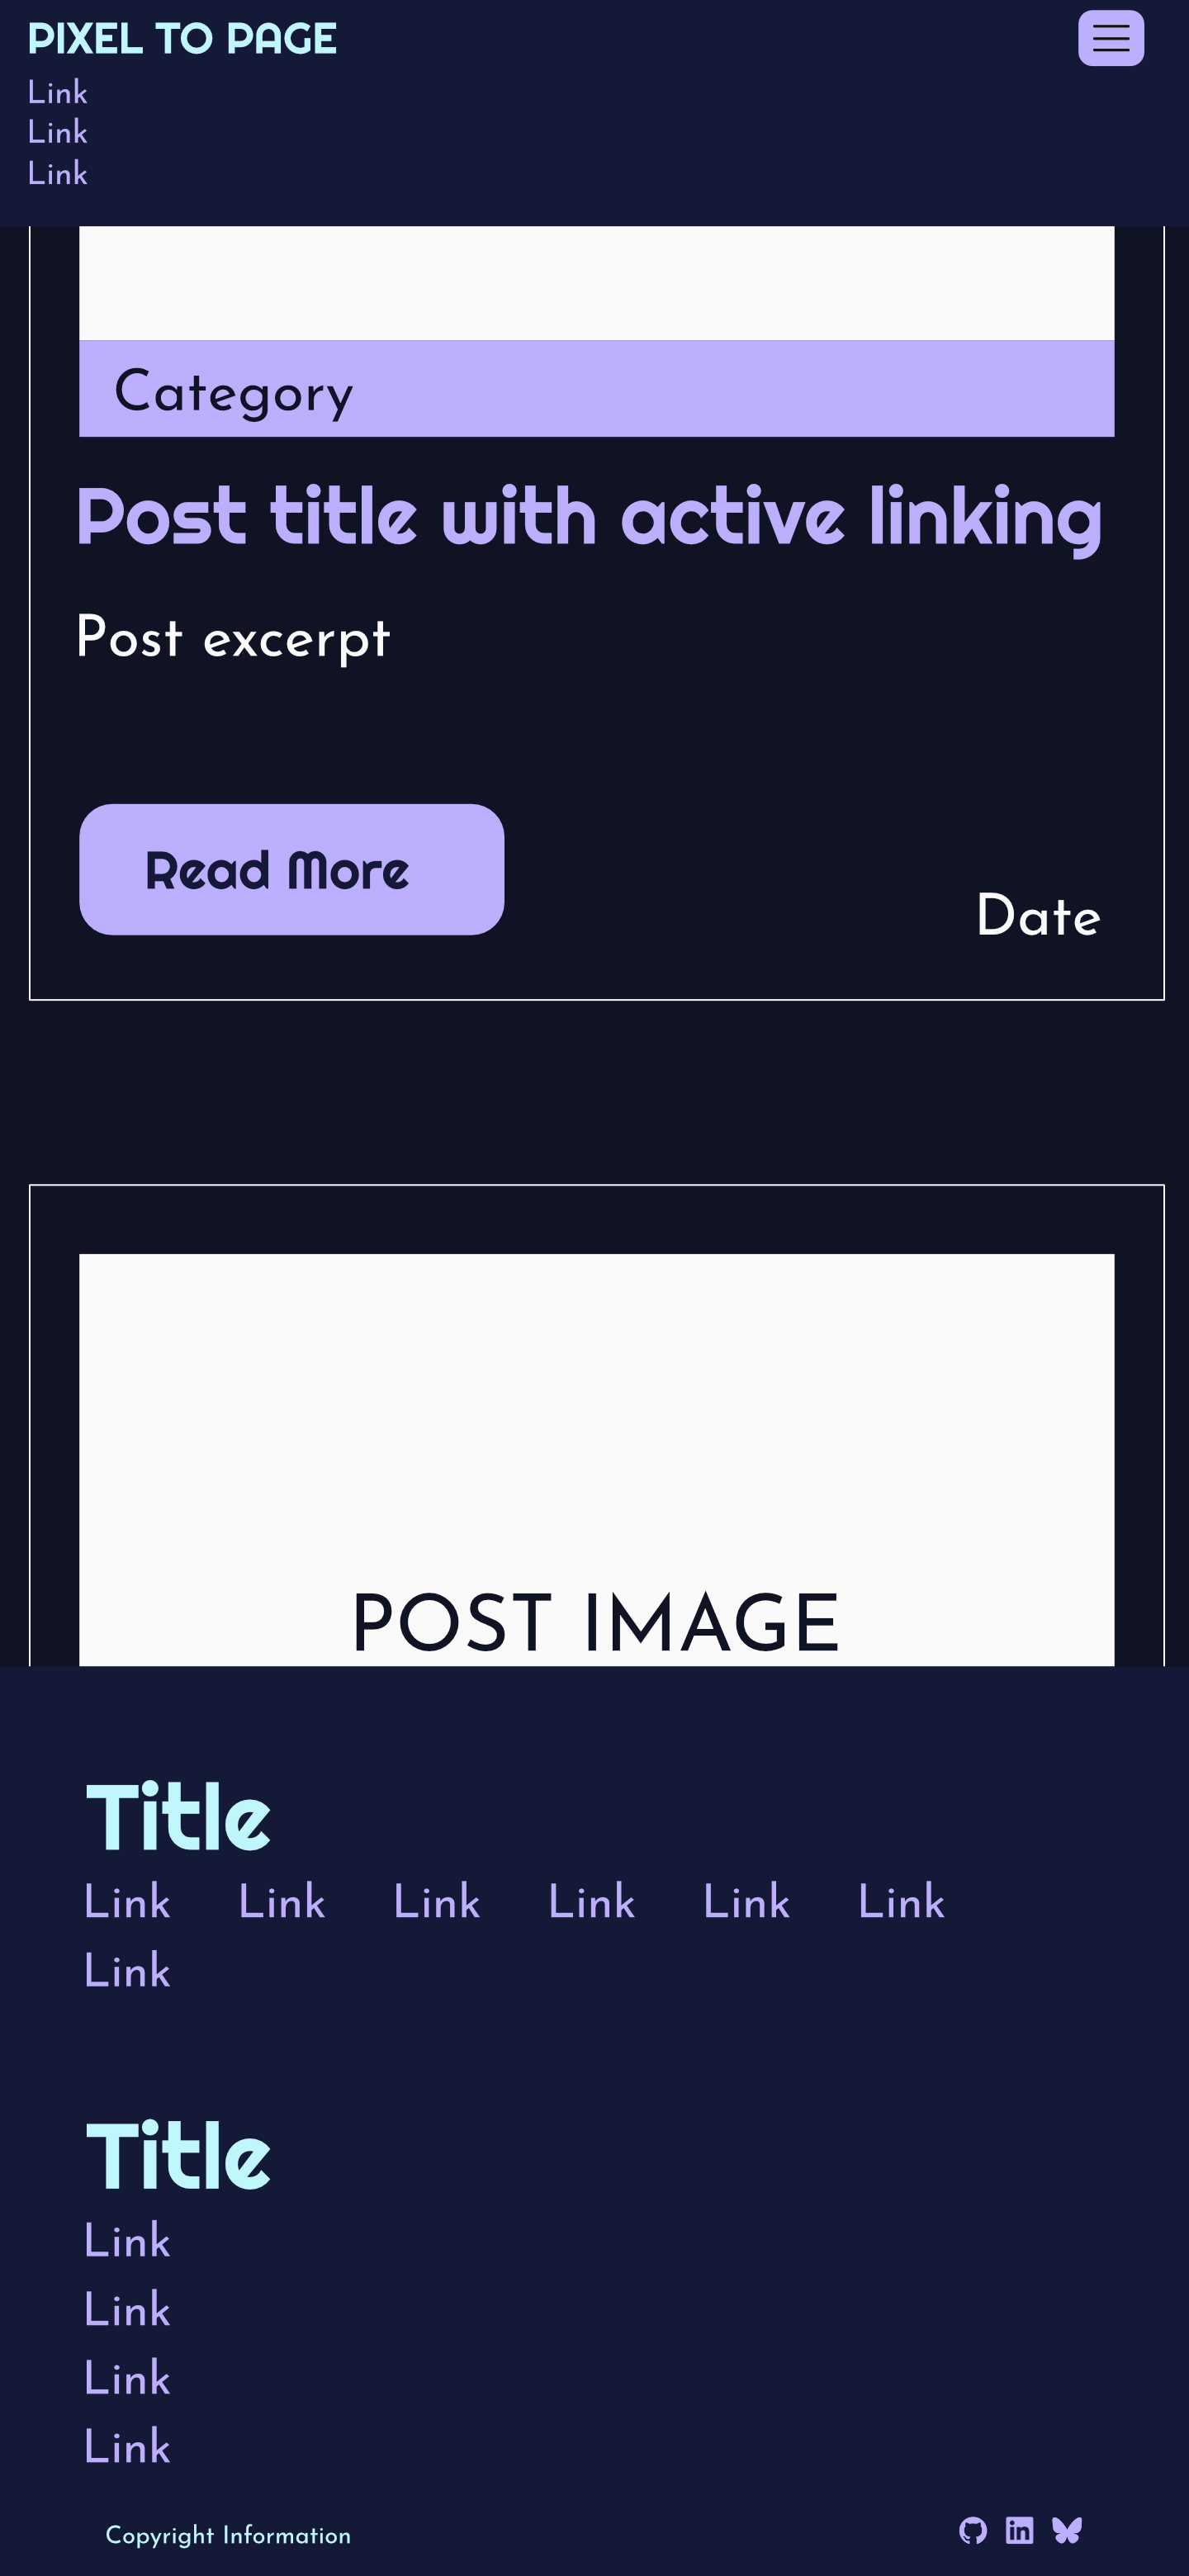 PIXEL TO PAGE
Link
Link
Link
Category
Post title with active linking
Post excerpt
Read More
Date
POST IMAGE
Title
Link Link Link Link Link Link
Link
Title
Link
Link
Link
Link
Copyright Information
in